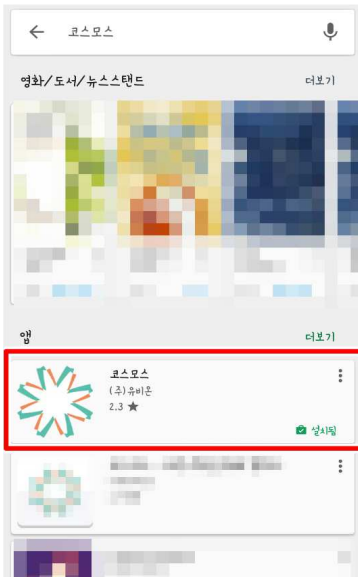 코스모스
영화/도서/뉴스스탠드 더보기
앱 더보기
코스모스
(주)유비온
2.3 ★
설치됨